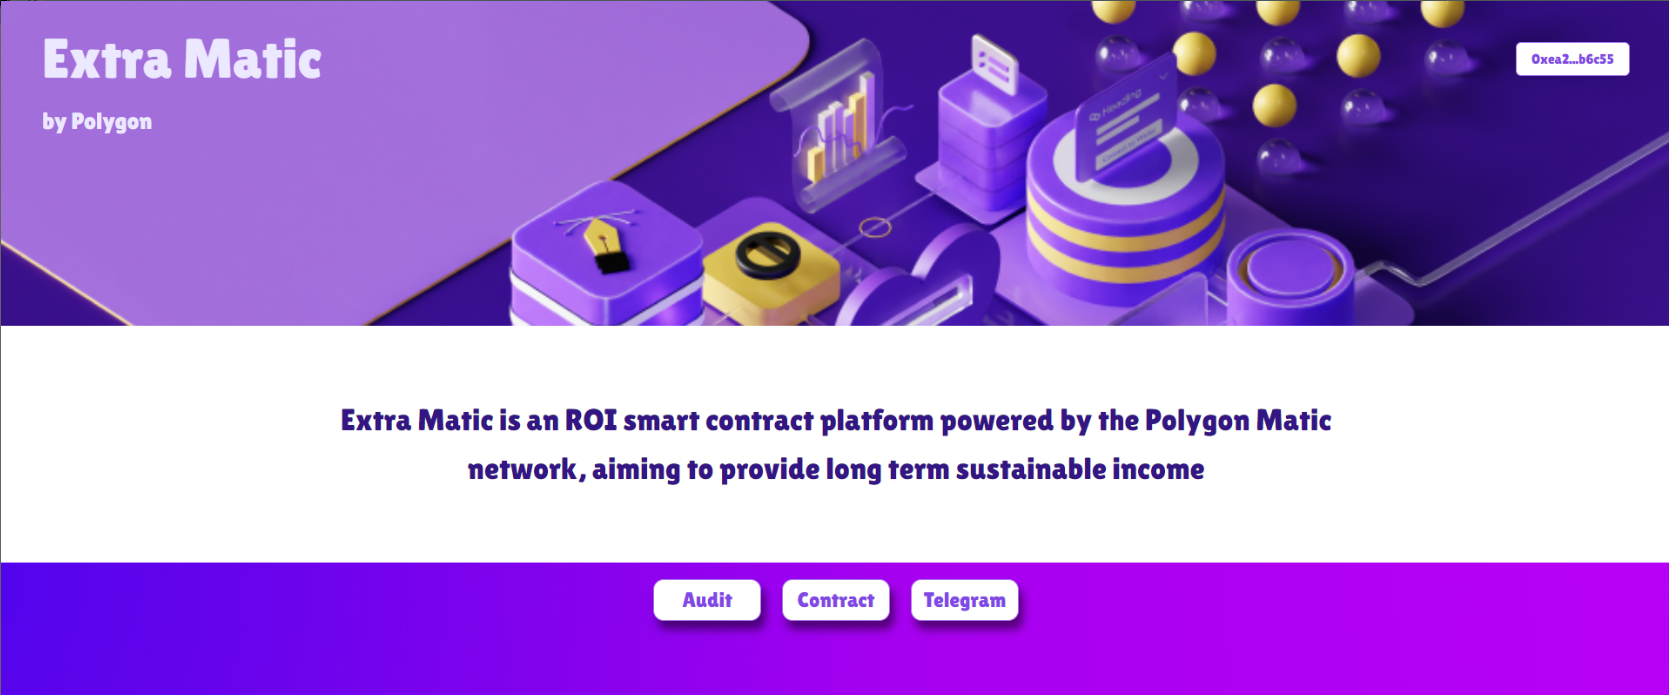 Extra Matic
by Polygon
0xea2...b6c55
Heading
Extra Matic is an ROI smart contract platform powered by the Polygon Matic
network, aiming to provide long term sustainable income
Audit
Contract
Telegram